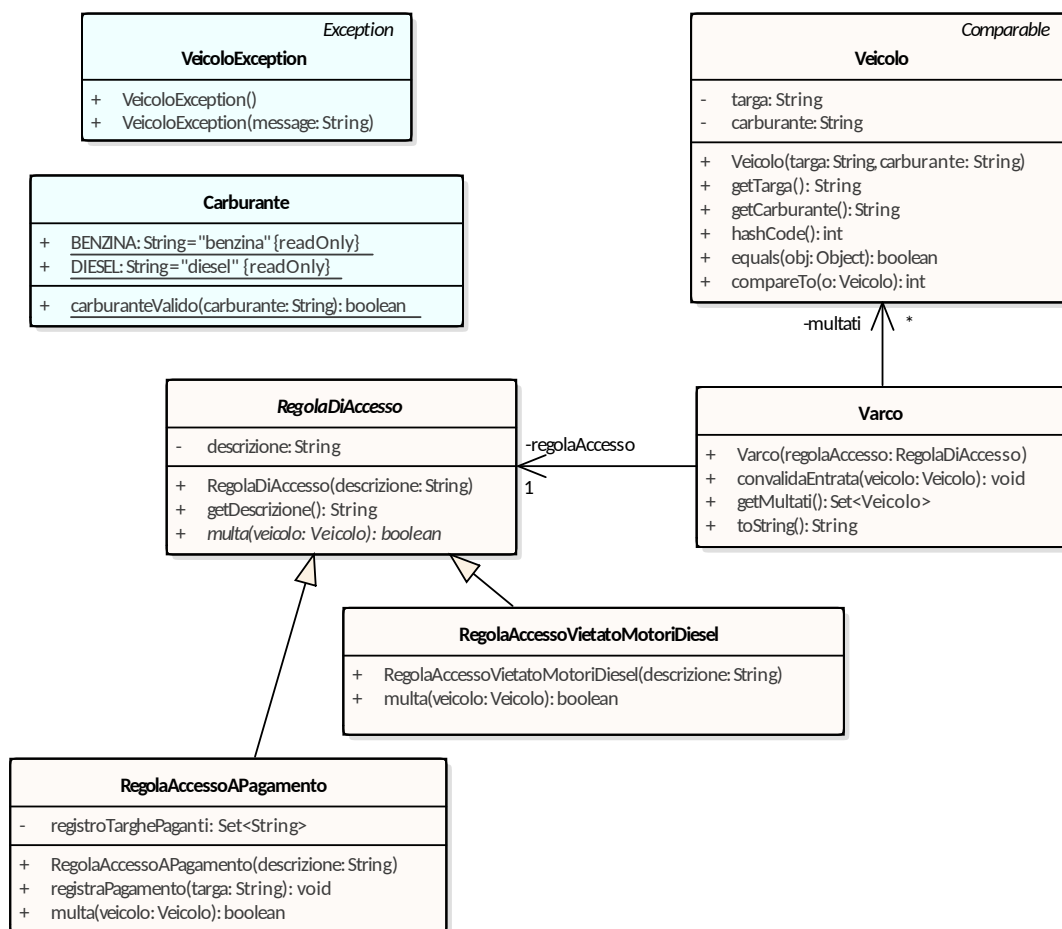 Exception
VeicoloException
+ VeicoloException()
+ VeicoloException(message: String)
Comparable
Veicolo
- targa: String
- carburante: String
+ Veicolo(targa: String, carburante: String)
+ getTarga(): String
+ getCarburante(): String
+ hashCode(): int
+ equals(obj: Object): boolean
+ compareTo(o: Veicolo): int
Carburante
+ BENZINA: String = "benzina" {readOnly}
+ DIESEL: String = "diesel" {readOnly}
+ carburanteValido(carburante: String): boolean
-multati *
RegolaDiAccesso
- descrizione: String
+ RegolaDiAccesso(descrizione: String)
+ getDescrizione(): String
+ multa(veicolo: Veicolo): boolean
-regolaAccesso
1
Varco
+ Varco(regolaAccesso: RegolaDiAccesso)
+ convalidaEntrata(veicolo: Veicolo): void
+ getMultati(): Set<Veicolo>
+ toString(): String
RegolaAccessoVietatoMotoriDiesel
+ RegolaAccessoVietatoMotoriDiesel(descrizione: String)
+ multa(veicolo: Veicolo): boolean
RegolaAccessoAPagamento
- registroTarghePaganti: Set<String>
+ RegolaAccessoAPagamento(descrizione: String)
+ registraPagamento(targa: String): void
+ multa(veicolo: Veicolo): boolean